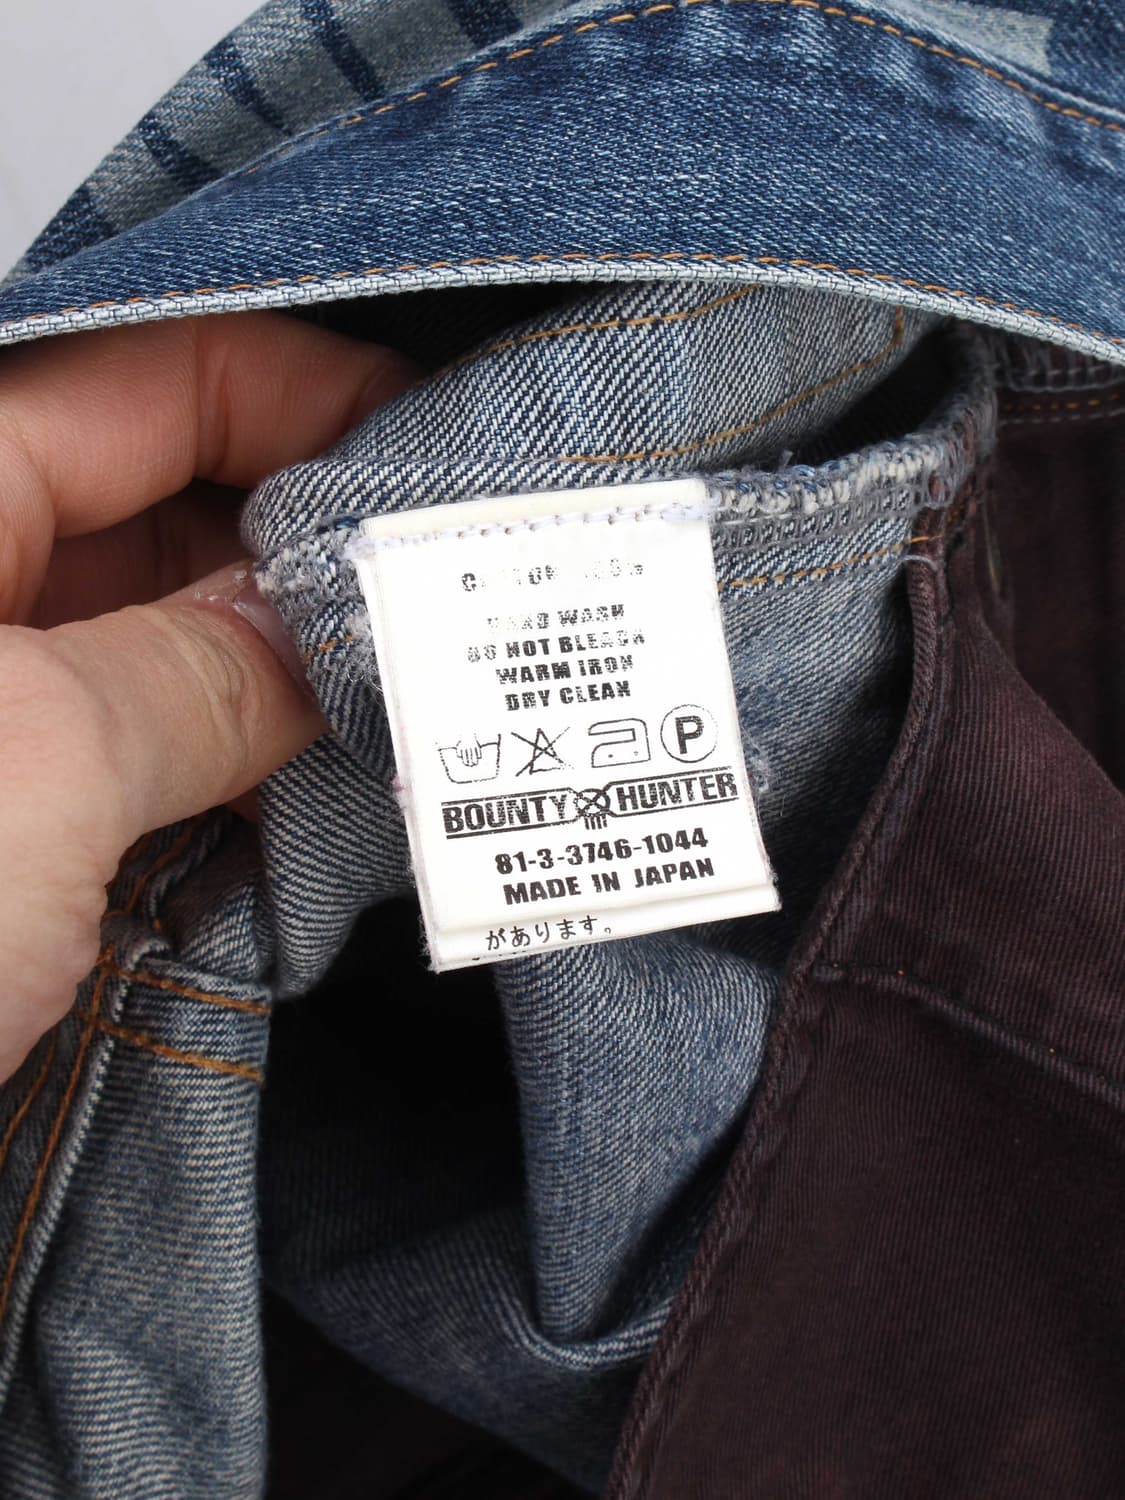 COTTON 100%
HAND WASH
DO NOT BLEACH
WARM IRON
DRY CLEAN
P
BOUNTY HUNTER
81-3-3746-1044
MADE IN JAPAN
があります。